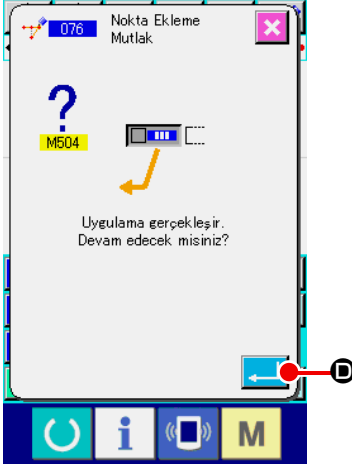 076
Nokta Ekleme
Mutlak
?
M504
Uygulama gerçekleşir.
Devam edecek misiniz?
D
i
M